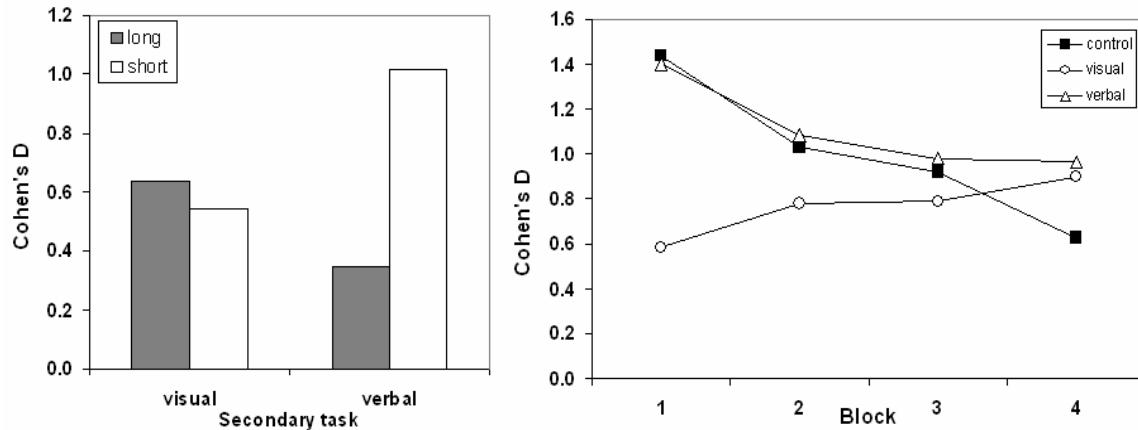 1.2
1.0
0.8
0.6
0.4
0.2
0.0
Cohen's D
long
short
visual verbal
Secondary task
1.6
1.4
1.2
1.0
0.8
0.6
0.4
0.2
0.0
Cohen's D
control
visual
verbal
1 2 3 4
Block